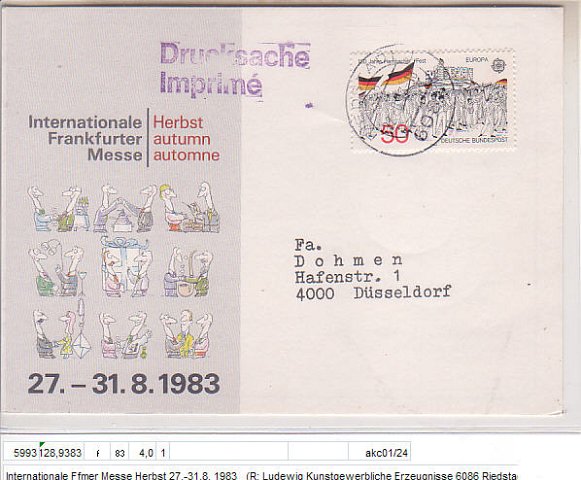 Drucksache
Imprimé
EUROPA
50
DEUTSCHE BUNDESPOST
Internationale
Frankfurter
Messe
Herbst
autumn
automne
Fa.
Dohmen
Hafenstr. 1
4000 Düsseldorf
27. – 31. 8. 1983
5993 128,9383 f 83 4,0 1 akc01/24
Internationale Ffmer Messe Herbst 27.-31.8. 1983 (R: Ludewig Kunstgewerbliche Erzeugnisse 6086 Riedsta